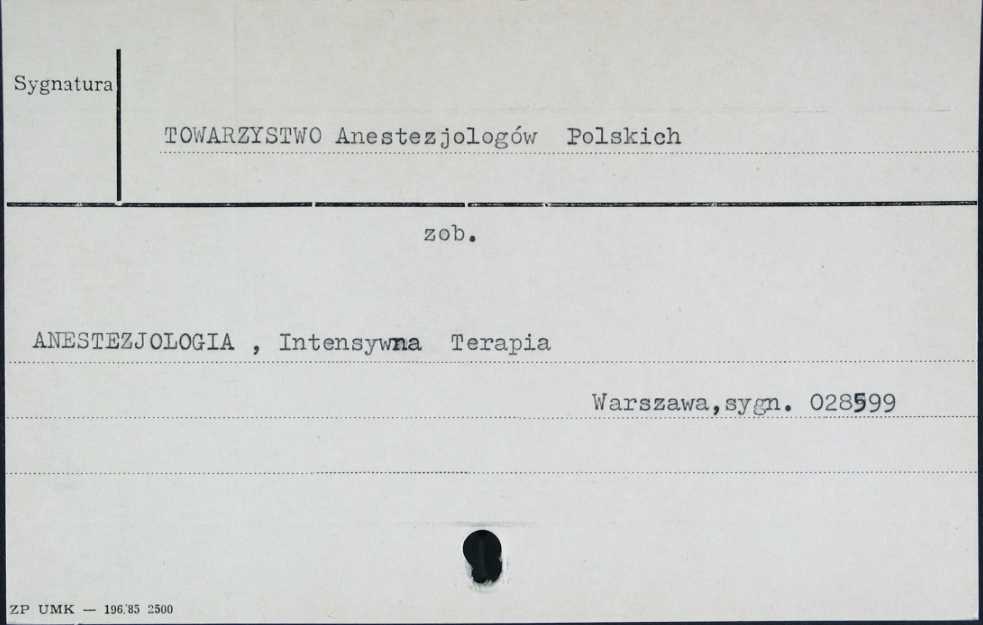 Sygnatura
TOWARZYSTWO Anestezjologów Polskich
zob.
ANESTEZJOLOGIA , Intensywna Terapia
Warszawa,sygn. 028599
ZP UMK — 196/85 2500